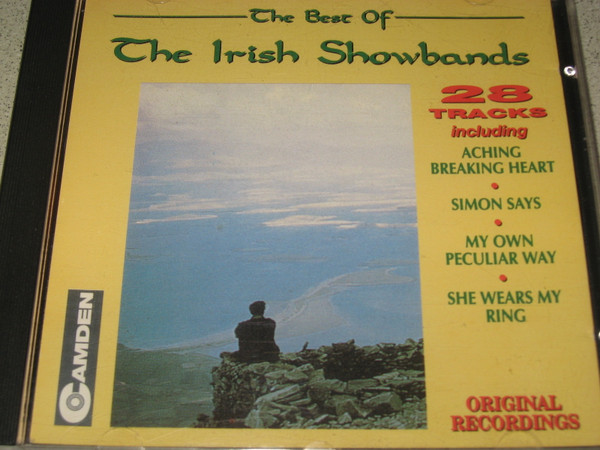 The Best Of
The Irish Showbands
28
TRACKS
including
ACHING
BREAKING HEART
SIMON SAYS
MY OWN
PECULIAR WAY
SHE WEARS MY
RING
CAMDEN
ORIGINAL
RECORDINGS